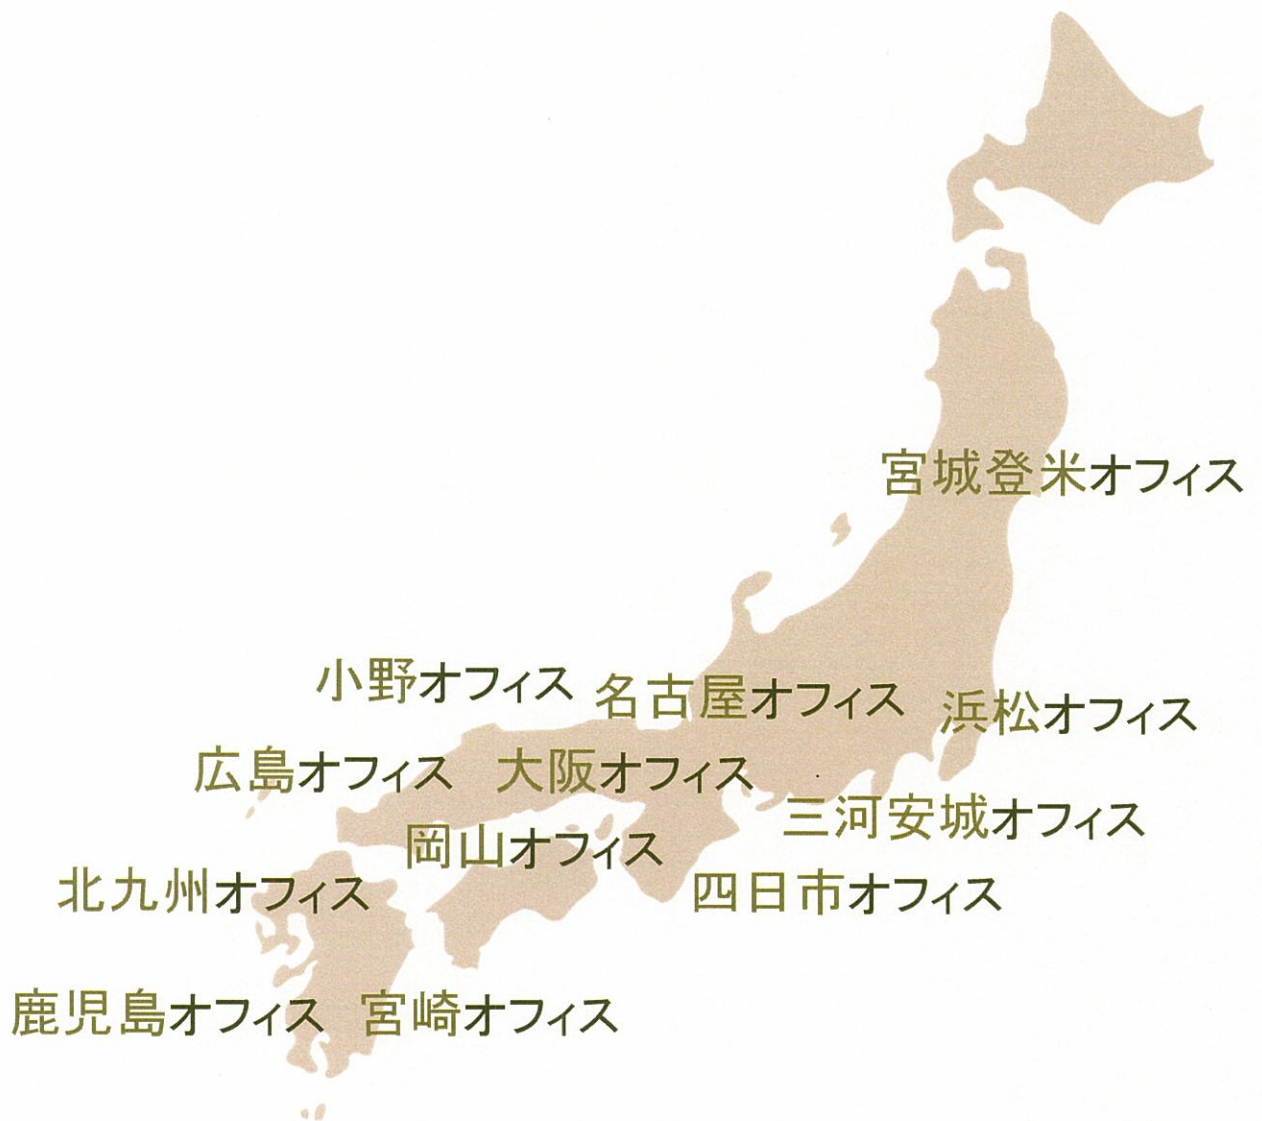 宮城登米オフィス
小野オフィス
名古屋オフィス
浜松オフィス
広島オフィス
大阪オフィス
三河安城オフィス
岡山オフィス
北九州オフィス
四日市オフィス
鹿児島オフィス
宮崎オフィス